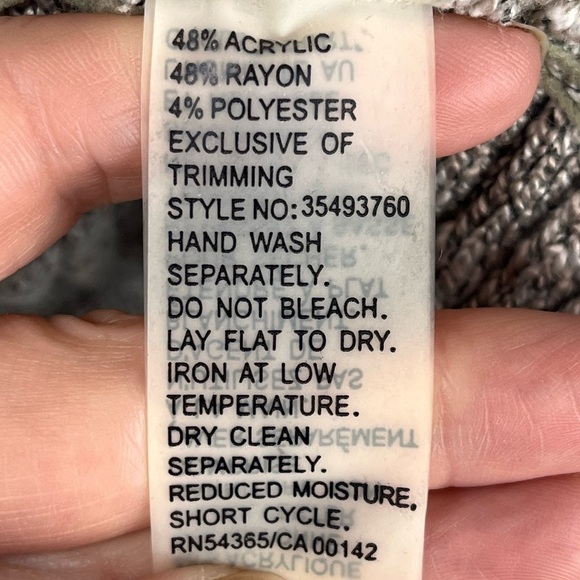 48% ACRYLIC
48% RAYON
4% POLYESTER
EXCLUSIVE OF
TRIMMING
STYLE NO: 35493760
HAND WASH
SEPARATELY.
DO NOT BLEACH.
LAY FLAT TO DRY.
IRON AT LOW
TEMPERATURE.
DRY CLEAN
SEPARATELY.
REDUCED MOISTURE,
SHORT CYCLE.
RN54365/CA 00142